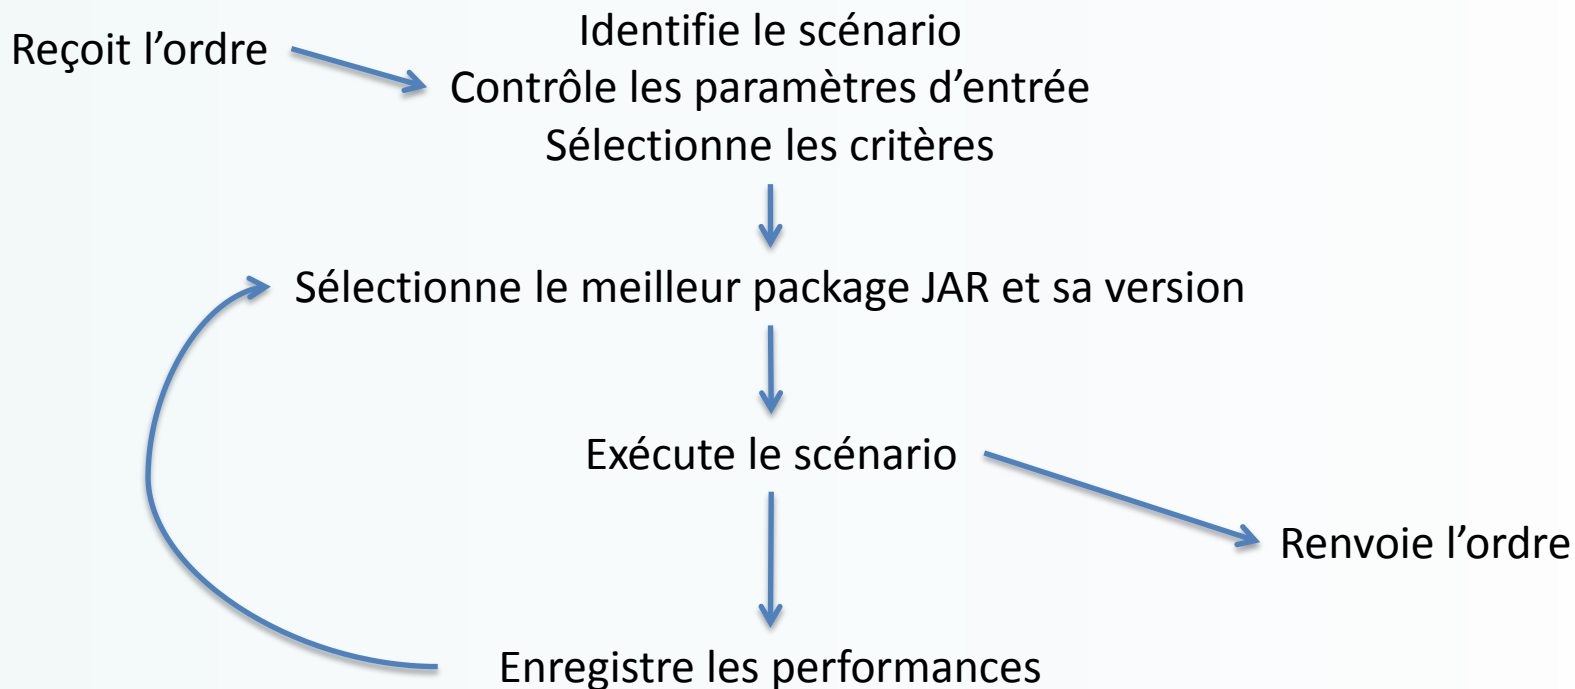 Reçoit l’ordre
Identifie le scénario
Contrôle les paramètres d’entrée
Sélectionne les critères
Sélectionne le meilleur package JAR et sa version
Exécute le scénario
Renvoie l’ordre
Enregistre les performances